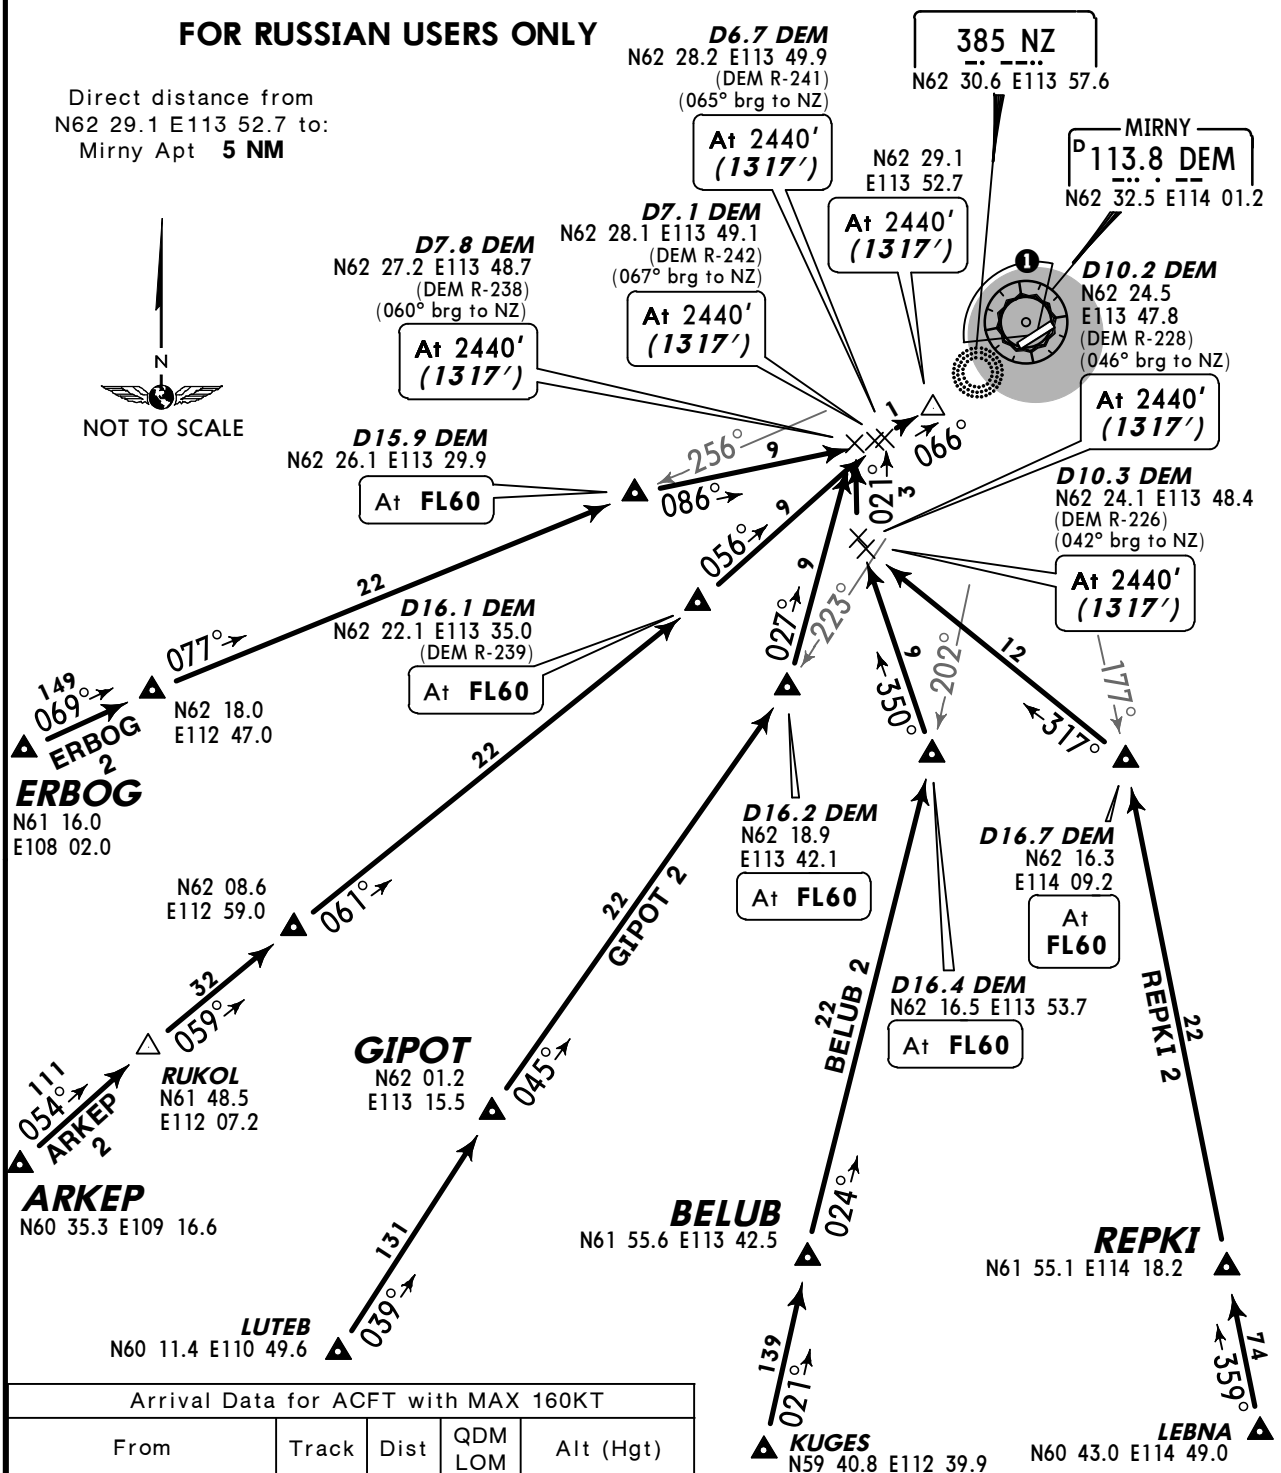 FOR RUSSIAN USERS ONLY
Direct distance from
N62 29.1 E113 52.7 to:
Mirny Apt 5 NM
N
NOT TO SCALE
D6.7 DEM
N62 28.2 E113 49.9
(DEM R-241)
(065° brg to NZ)
At 2440'
(1317')
385 NZ
N62 30.6 E113 57.6
MIRNY
D 113.8 DEM
N62 32.5 E114 01.2
N62 29.1
E113 52.7
At 2440'
(1317')
D7.1 DEM
N62 28.1 E113 49.1
(DEM R-242)
(067° brg to NZ)
At 2440'
(1317')
D7.8 DEM
N62 27.2 E113 48.7
(DEM R-238)
(060° brg to NZ)
At 2440'
(1317')
1
D10.2 DEM
N62 24.5
E113 47.8
(DEM R-228)
(046° brg to NZ)
At 2440'
(1317')
D10.3 DEM
N62 24.1 E113 48.4
(DEM R-226)
(042° brg to NZ)
At 2440'
(1317')
D15.9 DEM
N62 26.1 E113 29.9
At FL60
256°
9
086°
1
066°
021°
3
056°
9
027°
9
223°
350°
9
202°
12
317°
177°
22
077°
D16.1 DEM
N62 22.1 E113 35.0
(DEM R-239)
At FL60
149
069°
ERBOG
2
N62 18.0
E112 47.0
ERBOG
N61 16.0
E108 02.0
22
061°
N62 08.6
E112 59.0
D16.2 DEM
N62 18.9
E113 42.1
At FL60
D16.7 DEM
N62 16.3
E114 09.2
At
FL60
D16.4 DEM
N62 16.5 E113 53.7
At FL60
32
059°
RUKOL
N61 48.5
E112 07.2
111
054°
ARKEP
2
ARKEP
N60 35.3 E109 16.6
GIPOT
N62 01.2
E113 15.5
22
GIPOT 2
045°
131
039°
LUTEB
N60 11.4 E110 49.6
22
BELUB 2
024°
BELUB
N61 55.6 E113 42.5
139
021°
KUGES
N59 40.8 E112 39.9
22
REPKI 2
REPKI
N61 55.1 E114 18.2
74
359°
LEBNA
N60 43.0 E114 49.0
Arrival Data for ACFT with MAX 160KT
From Track Dist QDM LOM Alt (Hgt)